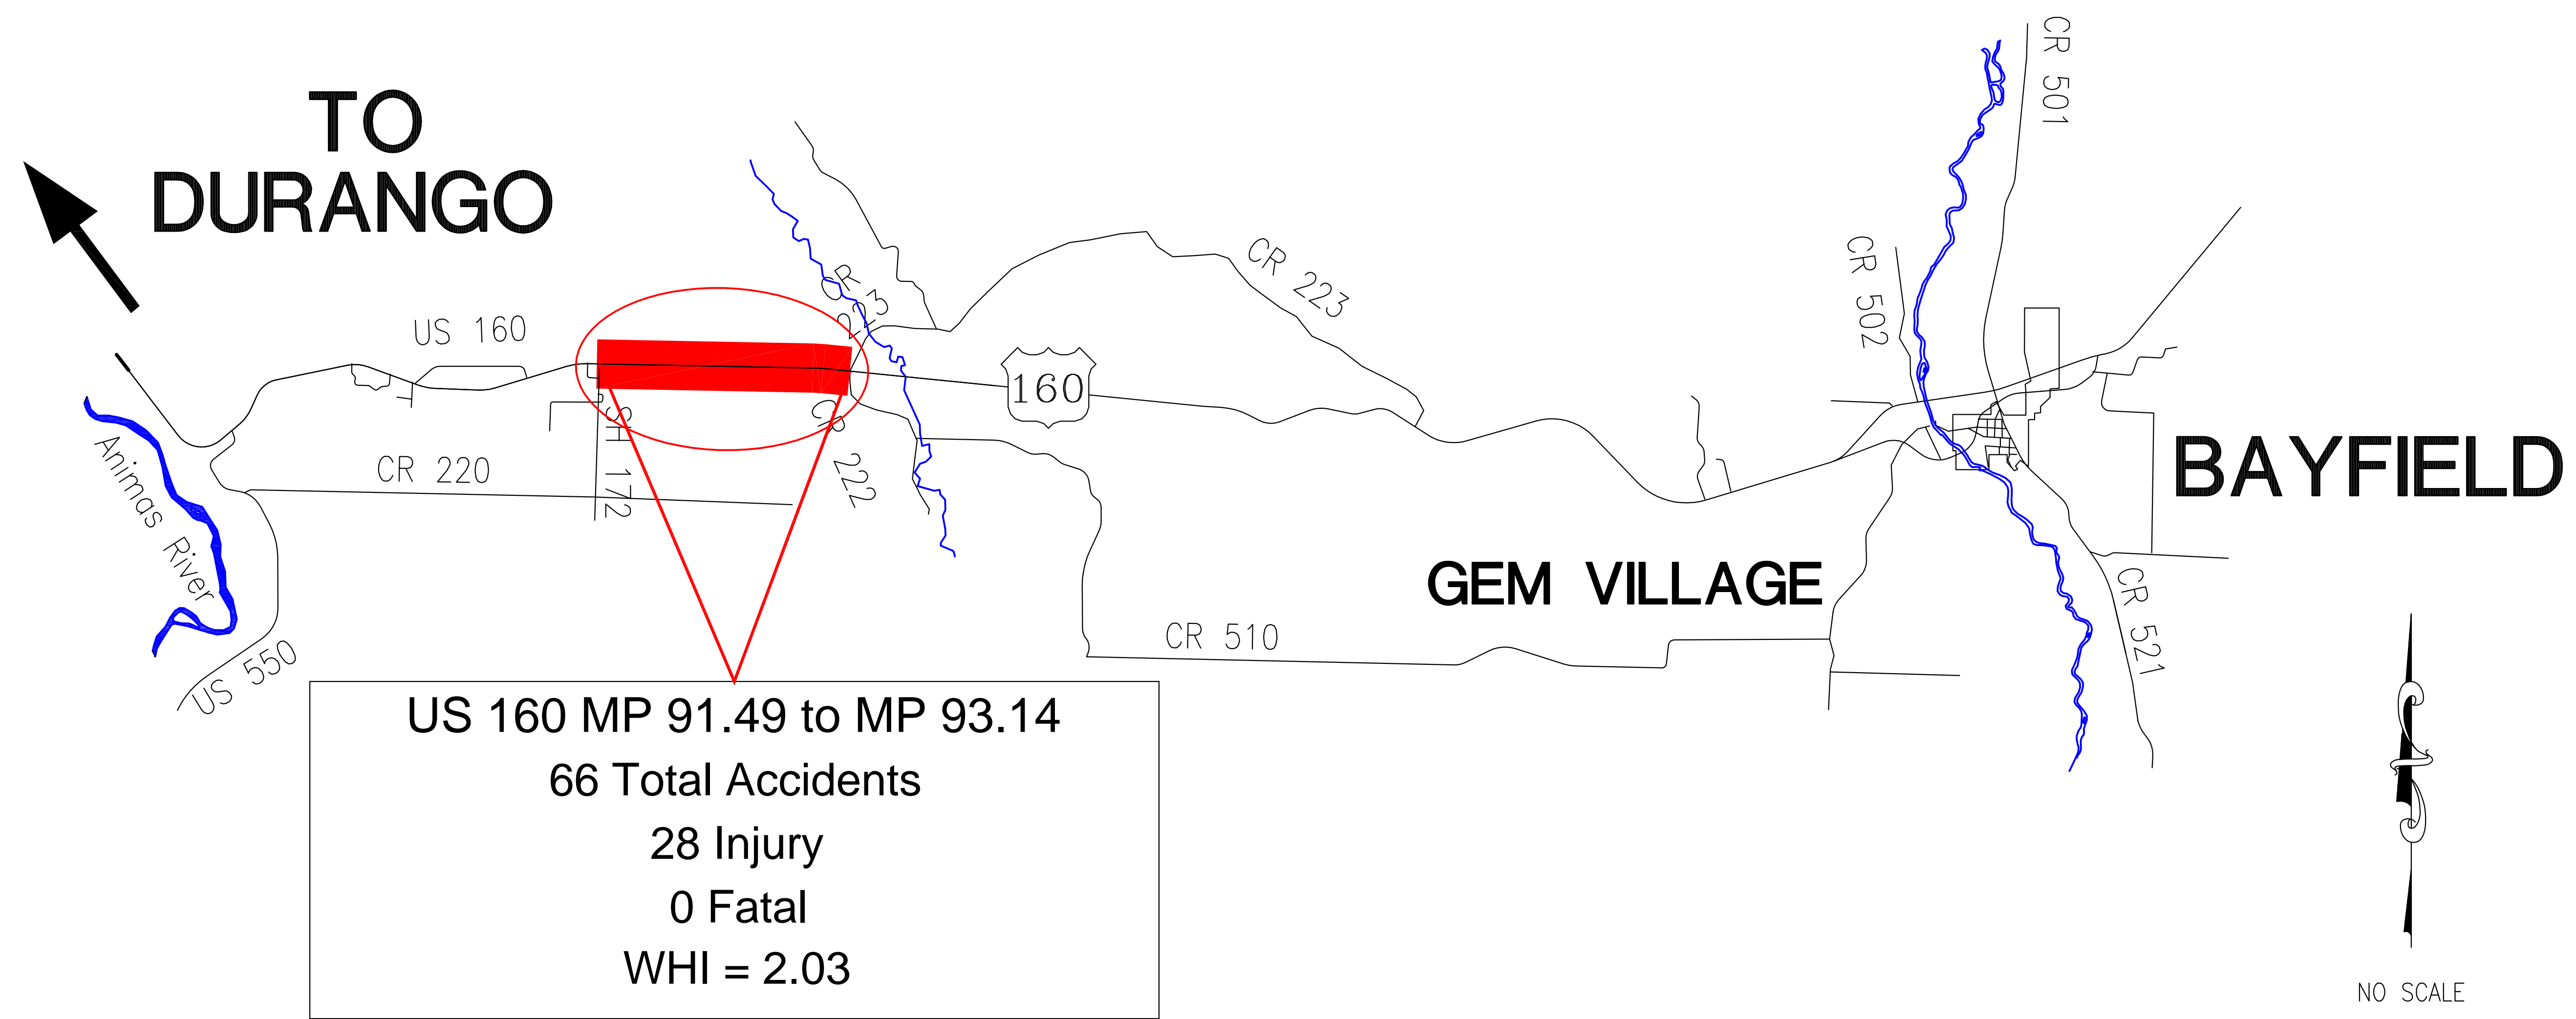 CR 501
TO
DURANGO
CR 502
CR 223
CR 223
US 160
160
SH 172
CR 222
CR 220
BAYFIELD
Animas River
GEM VILLAGE
CR 521
CR 510
US 550
US 160 MP 91.49 to MP 93.14
66 Total Accidents
28 Injury
0 Fatal
WHI = 2.03
NO SCALE